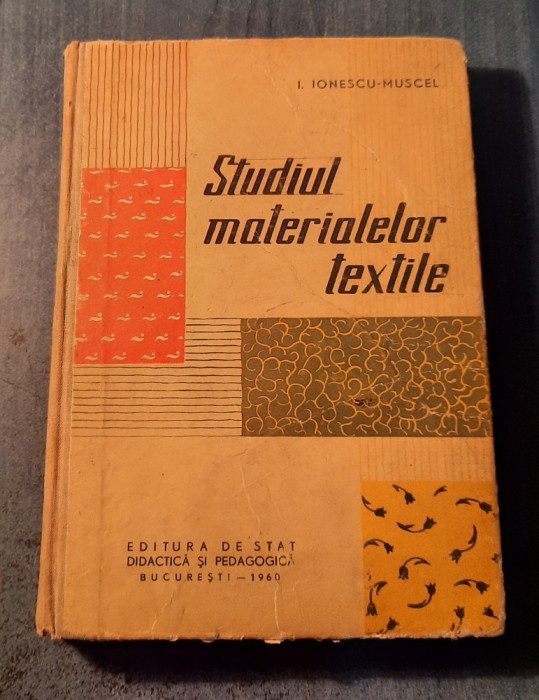 I. IONESCU-MUSCEL
Studiul
materialelor
textile
EDITURA DE STAT
DIDACTICĂ ȘI PEDAGOGICĂ
BUCUREȘTI — 1960